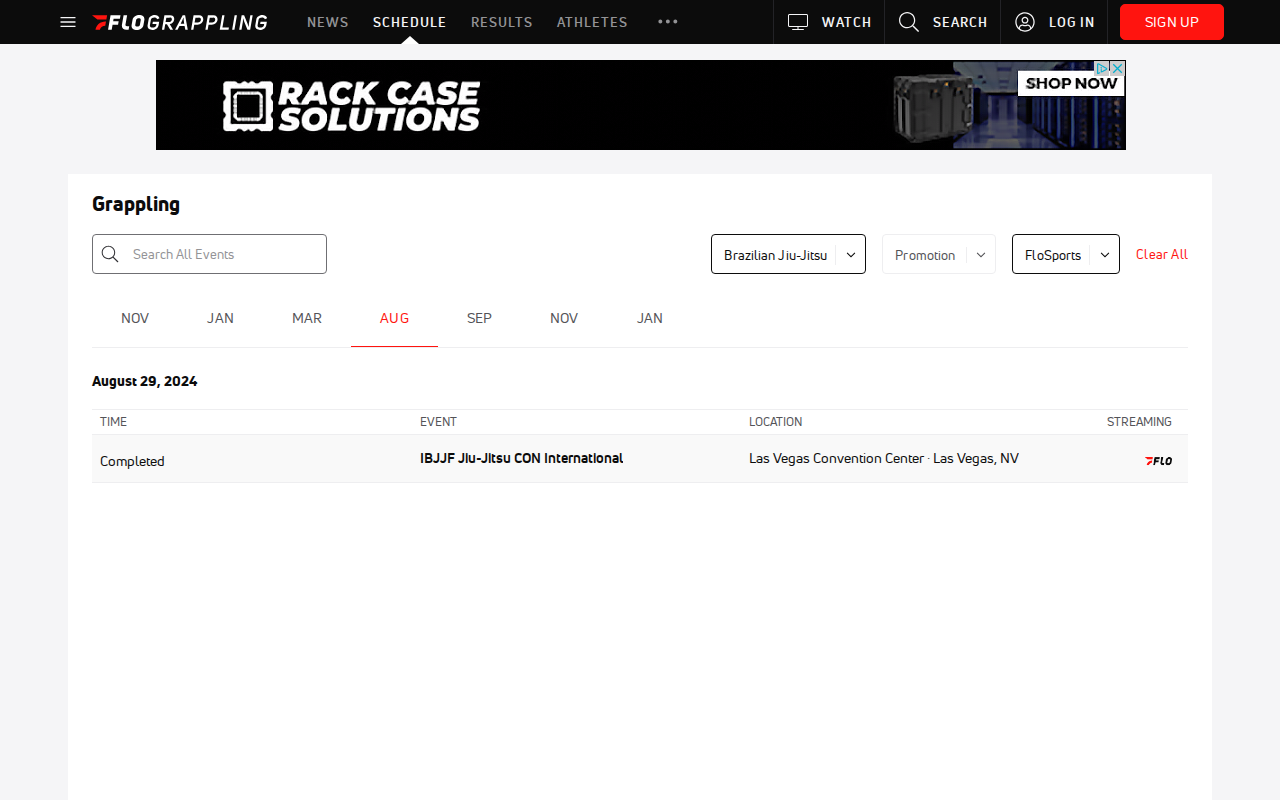 FLOGRAPPLING NEWS SCHEDULE RESULTS ATHLETES WATCH SEARCH LOG IN SIGN UP
RACK CASE
SOLUTIONS
SHOP NOW
Grappling
Search All Events Brazilian Jiu-Jitsu Promotion FloSports Clear All
NOV JAN MAR AUG SEP NOV JAN
August 29, 2024
TIME EVENT LOCATION STREAMING
Completed IBJJF Jiu-Jitsu CON International Las Vegas Convention Center · Las Vegas, NV FLO